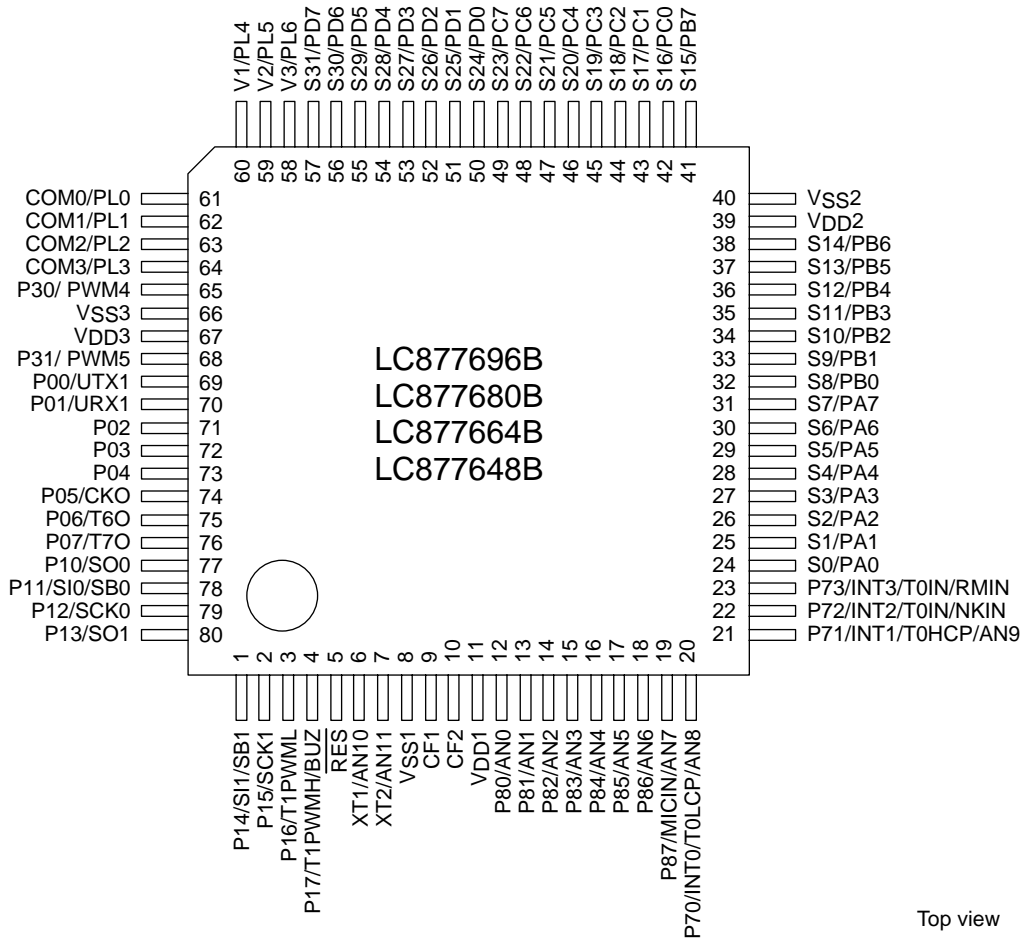 V1/PL4
V2/PL5
V3/PL6
S31/PD7
S30/PD6
S29/PD5
S28/PD4
S27/PD3
S26/PD2
S25/PD1
S24/PD0
S23/PC7
S22/PC6
S21/PC5
S20/PC4
S19/PC3
S18/PC2
S17/PC1
S16/PC0
S15/PB7
60 59 58 57 56 55 54 53 52 51 50 49 48 47 46 45 44 43 42 41
COM0/PL0 61
COM1/PL1 62
COM2/PL2 63
COM3/PL3 64
P30/ PWM4 65
VSS3 66
VDD3 67
P31/ PWM5 68
P00/UTX1 69
P01/URX1 70
P02 71
P03 72
P04 73
P05/CKO 74
P06/T6O 75
P07/T7O 76
P10/SO0 77
P11/SI0/SB0 78
P12/SCK0 79
P13/SO1 80
LC877696B
LC877680B
LC877664B
LC877648B
40 VSS2
39 VDD2
38 S14/PB6
37 S13/PB5
36 S12/PB4
35 S11/PB3
34 S10/PB2
33 S9/PB1
32 S8/PB0
31 S7/PA7
30 S6/PA6
29 S5/PA5
28 S4/PA4
27 S3/PA3
26 S2/PA2
25 S1/PA1
24 S0/PA0
23 P73/INT3/T0IN/RMIN
22 P72/INT2/T0IN/NKIN
21 P71/INT1/T0HCP/AN9
1 2 3 4 5 6 7 8 9 10 11 12 13 14 15 16 17 18 19 20
P14/SI1/SB1
P15/SCK1
P16/T1PWML
P17/T1PWMH/BUZ
RES
XT1/AN10
XT2/AN11
VSS1
CF1
CF2
VDD1
P80/AN0
P81/AN1
P82/AN2
P83/AN3
P84/AN4
P85/AN5
P86/AN6
P87/MICIN/AN7
P70/INT0/T0LCP/AN8
Top view